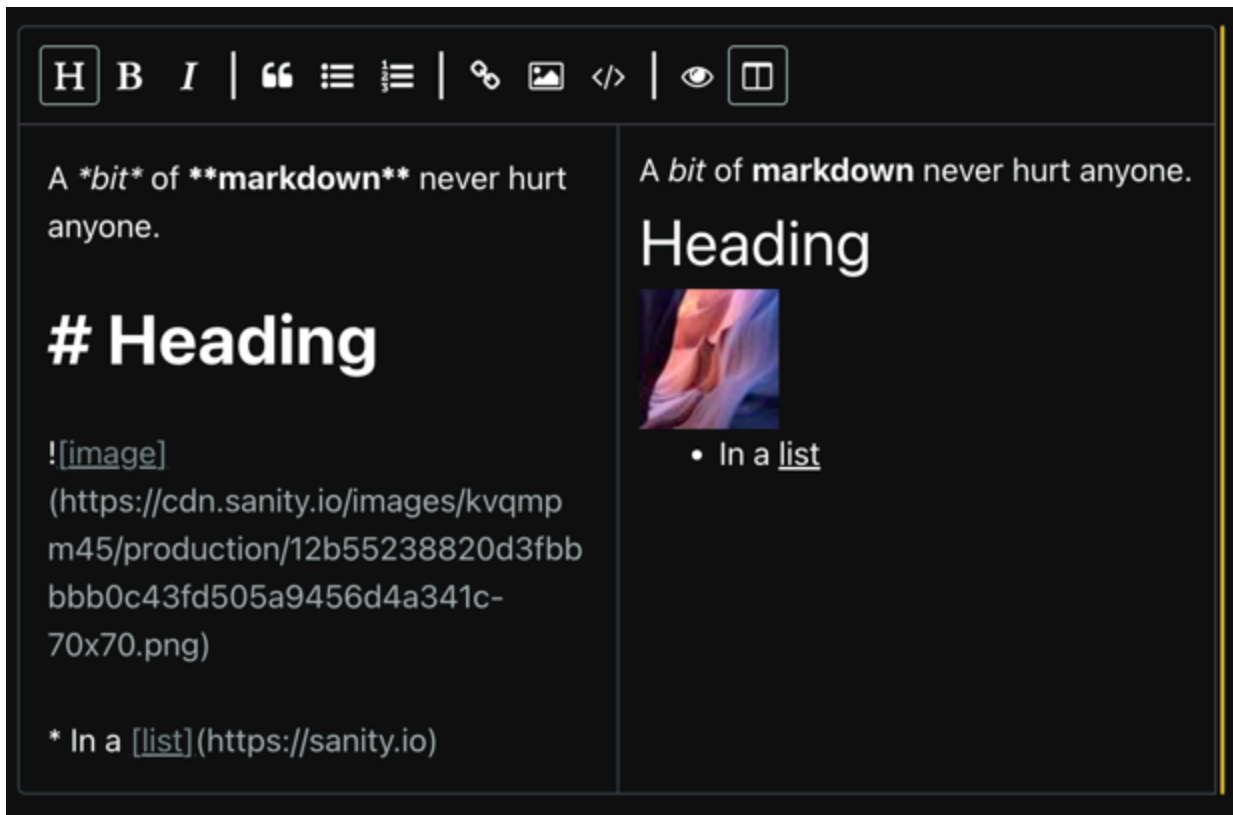 H B I
A *bit* of **markdown** never hurt
anyone.
# Heading
![image]
(https://cdn.sanity.io/images/kvqmp
m45/production/12b55238820d3fbb
bbb0c43fd505a9456d4a341c-
70x70.png)
* In a [list](https://sanity.io)
A bit of markdown never hurt anyone.
Heading
• In a list